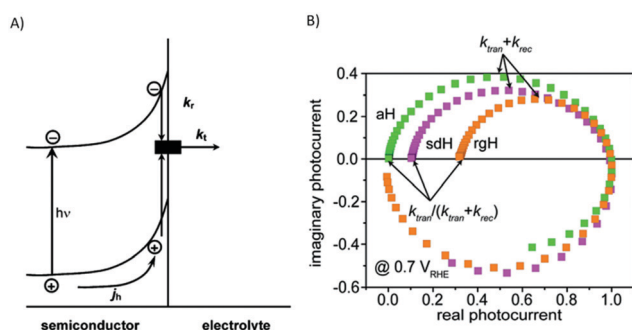 A)
⊖
⊖
k_r
k_t
hν
⊕
⊕
j_h
semiconductor
electrolyte
B)
k_tran+k_rec
aH
sdH
rgH
k_tran/(k_tran+k_rec)
@ 0.7 V_RHE
imaginary photocurrent
0.4
0.2
0.0
-0.2
-0.4
-0.6
0.0 0.2 0.4 0.6 0.8 1.0
real photocurrent